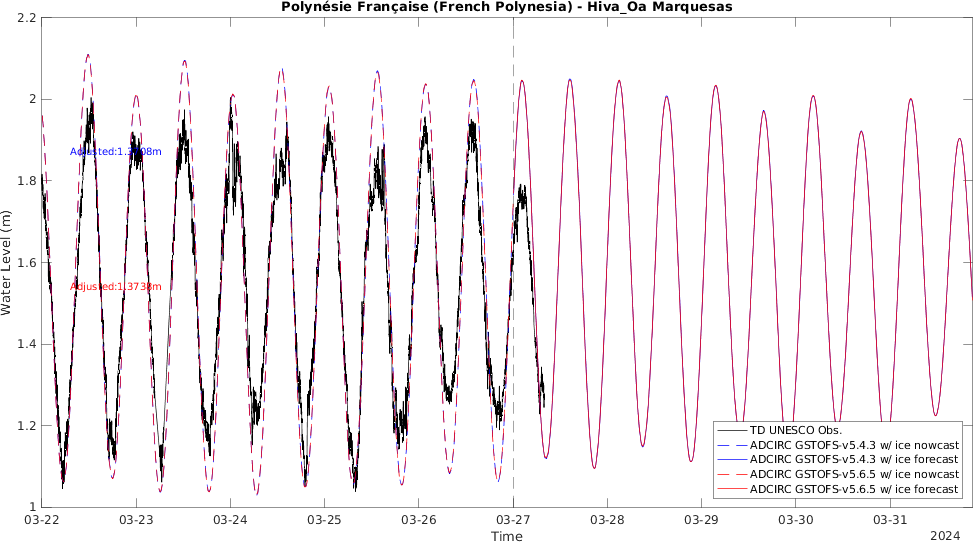 Polynésie Française (French Polynesia) - Hiva_Oa Marquesas
2.2
2
1.8
1.6
1.4
1.2
1
Water Level (m)
Adjusted:1.3738m
TD UNESCO Obs.
ADCIRC GSTOFS-v5.4.3 w/ ice nowcast
ADCIRC GSTOFS-v5.4.3 w/ ice forecast
ADCIRC GSTOFS-v5.6.5 w/ ice nowcast
ADCIRC GSTOFS-v5.6.5 w/ ice forecast
03-22 03-23 03-24 03-25 03-26 03-27 03-28 03-29 03-30 03-31
Time
2024